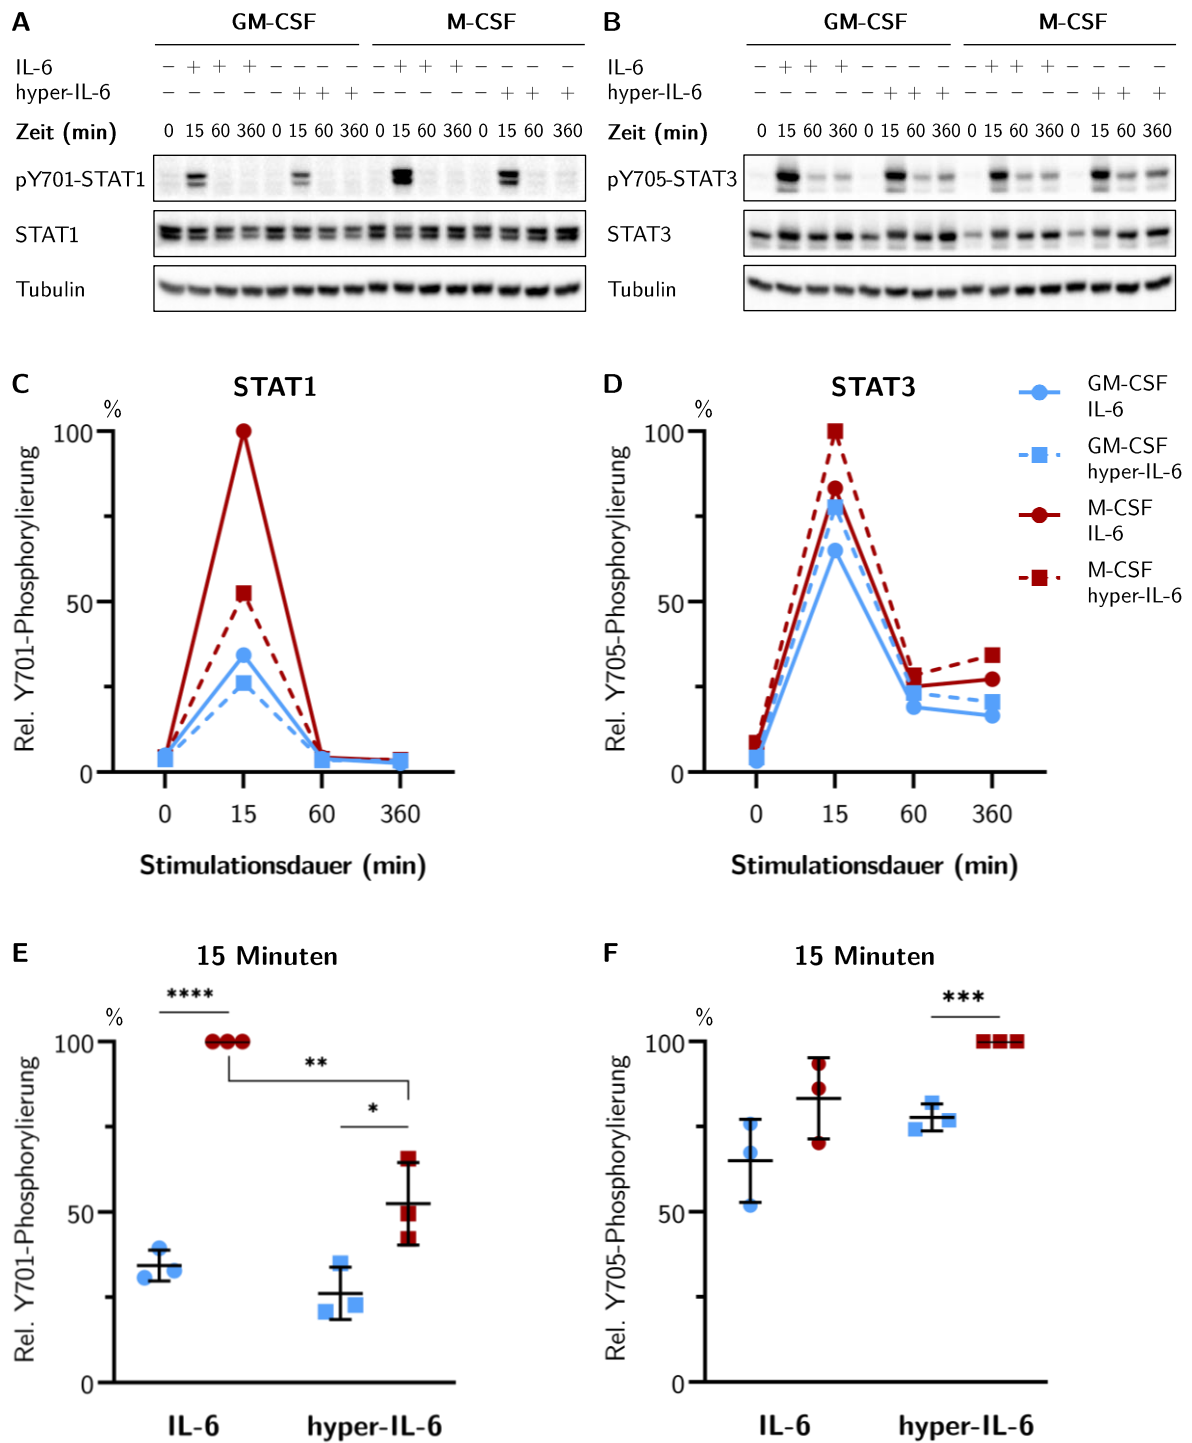 A
GM-CSF M-CSF
IL-6 − + + + − − − − − + + + − − − −
hyper-IL-6 − − − − − + + + − − − − − + + +
Zeit (min) 0 15 60 360 0 15 60 360 0 15 60 360 0 15 60 360
pY701-STAT1
STAT1
Tubulin
B
GM-CSF M-CSF
IL-6 − + + + − − − − − + + + − − − −
hyper-IL-6 − − − − − + + + − − − − − + + +
Zeit (min) 0 15 60 360 0 15 60 360 0 15 60 360 0 15 60 360
pY705-STAT3
STAT3
Tubulin
C
STAT1
%
Rel. Y701-Phosphorylierung
100
50
0
0 15 60 360
Stimulationsdauer (min)
D
STAT3
%
Rel. Y705-Phosphorylierung
100
50
0
0 15 60 360
Stimulationsdauer (min)
GM-CSF
IL-6
GM-CSF
hyper-IL-6
M-CSF
IL-6
M-CSF
hyper-IL-6
E
15 Minuten
%
Rel. Y701-Phosphorylierung
100
50
0
****
**
*
IL-6 hyper-IL-6
F
15 Minuten
%
Rel. Y705-Phosphorylierung
100
50
0
***
IL-6 hyper-IL-6